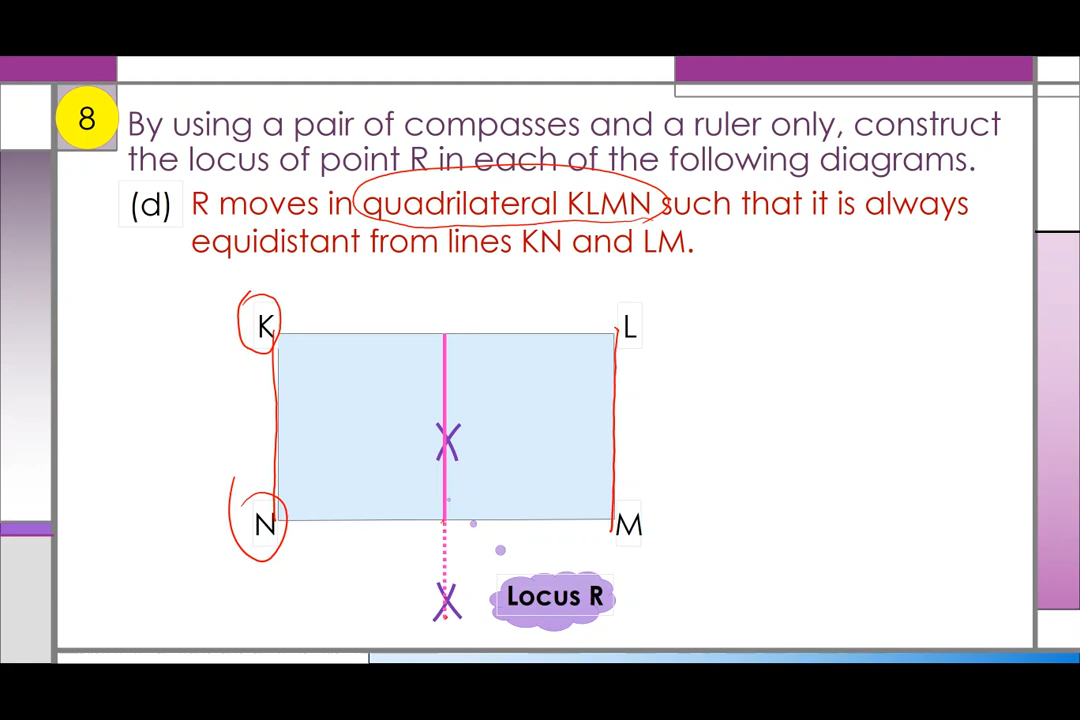 8
By using a pair of compasses and a ruler only, construct
the locus of point R in each of the following diagrams.
(d) R moves in quadrilateral KLMN such that it is always
equidistant from lines KN and LM.
K L
N M
Locus R